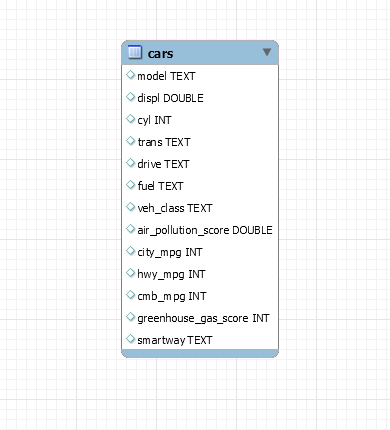 cars
model TEXT
displ DOUBLE
cyl INT
trans TEXT
drive TEXT
fuel TEXT
veh_class TEXT
air_pollution_score DOUBLE
city_mpg INT
hwy_mpg INT
cmb_mpg INT
greenhouse_gas_score INT
smartway TEXT